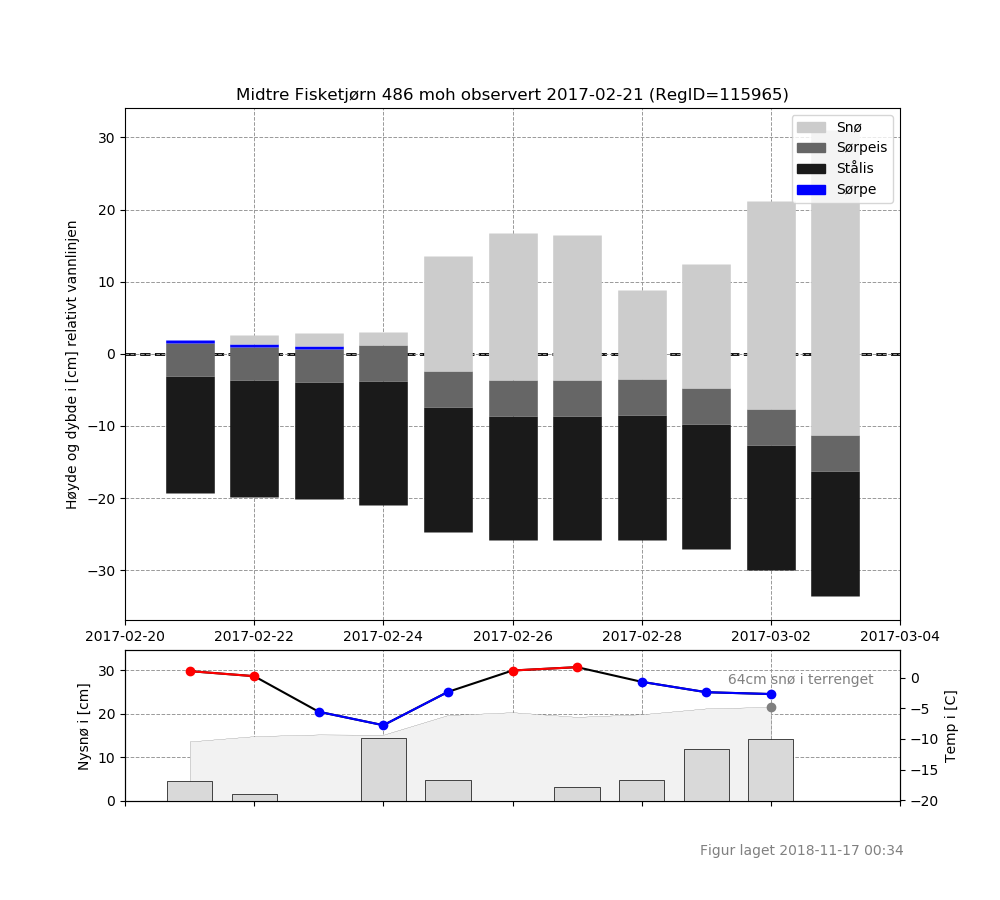 Midtre Fisketjørn 486 moh observert 2017-02-21 (RegID=115965)
Høyde og dybde i [cm] relativt vannlinjen
30
20
10
0
−10
−20
−30
Snø
Sørpeis
Stålis
Sørpe
2017-02-20
2017-02-22
2017-02-24
2017-02-26
2017-02-28
2017-03-02
2017-03-04
Nysnø i [cm]
30
20
10
0
64cm snø i terrenget
0
−5
−10
−15
−20
Temp i [C]
Figur laget 2018-11-17 00:34